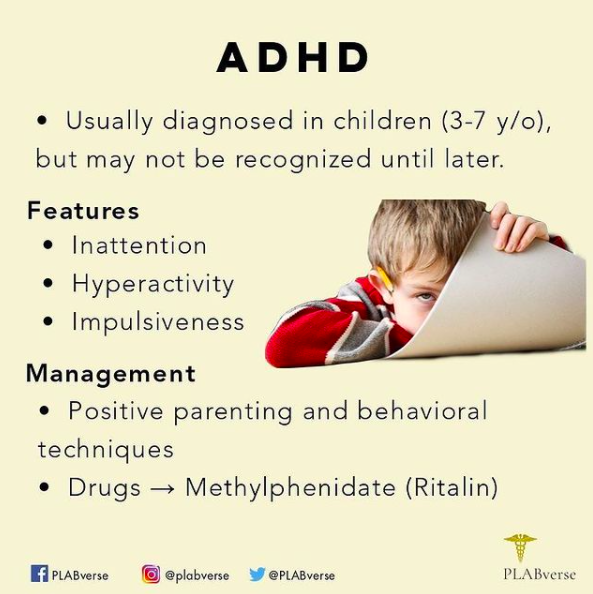 ADHD
• Usually diagnosed in children (3-7 y/o),
but may not be recognized until later.
Features
• Inattention
• Hyperactivity
• Impulsiveness
Management
• Positive parenting and behavioral
techniques
• Drugs → Methylphenidate (Ritalin)
PLABverse @plabverse @PLABverse
PLABverse